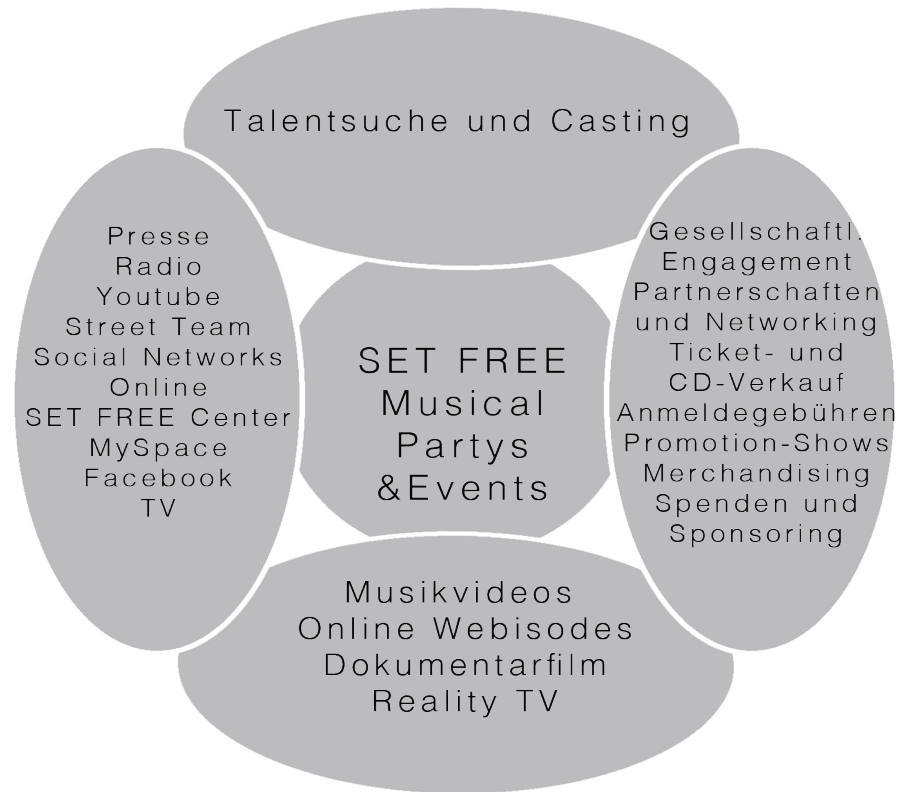 Talentsuche und Casting
Presse
Radio
Youtube
Street Team
Social Networks
Online
SET FREE Center
MySpace
Facebook
TV
SET FREE
Musical
Partys
&Events
Gesellschaftl.
Engagement
Partnerschaften
und Networking
Ticket- und
CD-Verkauf
Anmeldegebühren
Promotion-Shows
Merchandising
Spenden und
Sponsoring
Musikvideos
Online Webisodes
Dokumentarfilm
Reality TV